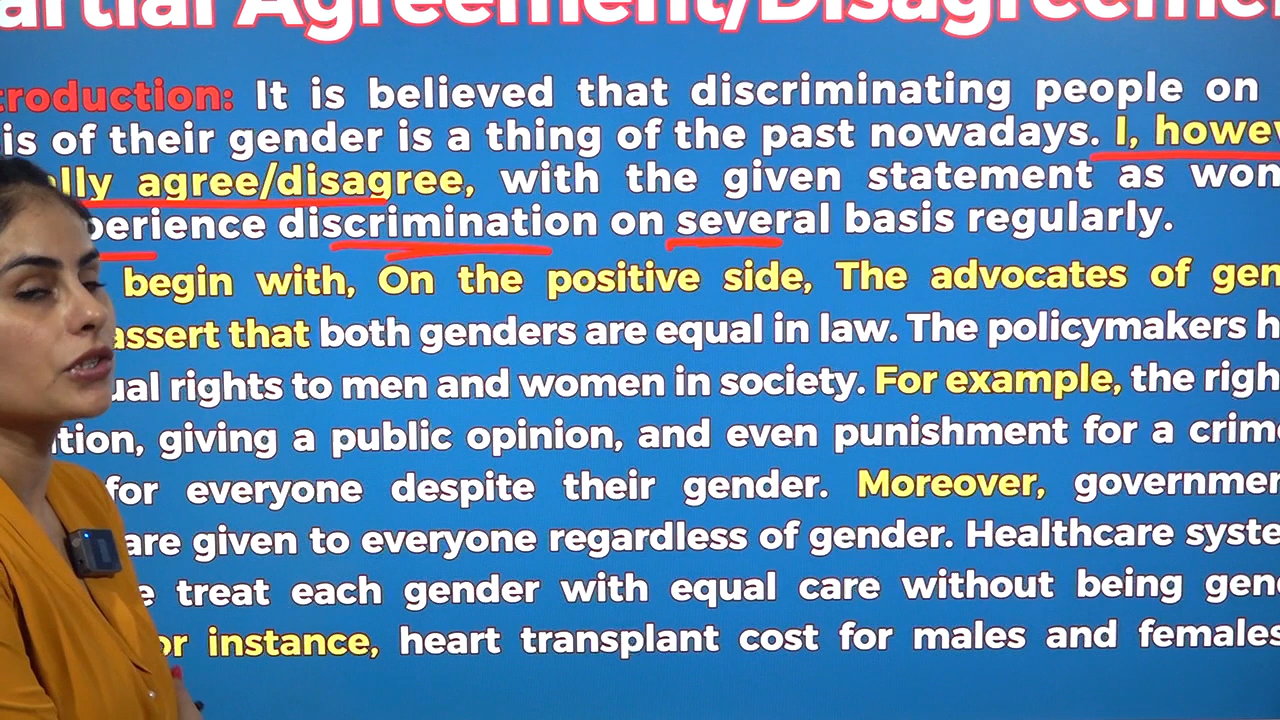 artial Agreement/Disagreeme
troduction: It is believed that discriminating people on
is of their gender is a thing of the past nowadays. I, howe
ally agree/disagree, with the given statement as wom
perience discrimination on several basis regularly.
begin with, On the positive side, The advocates of gen
assert that both genders are equal in law. The policymakers h
ual rights to men and women in society. For example, the righ
tion, giving a public opinion, and even punishment for a crime
for everyone despite their gender. Moreover, governmen
are given to everyone regardless of gender. Healthcare syste
e treat each gender with equal care without being gen
or instance, heart transplant cost for males and females